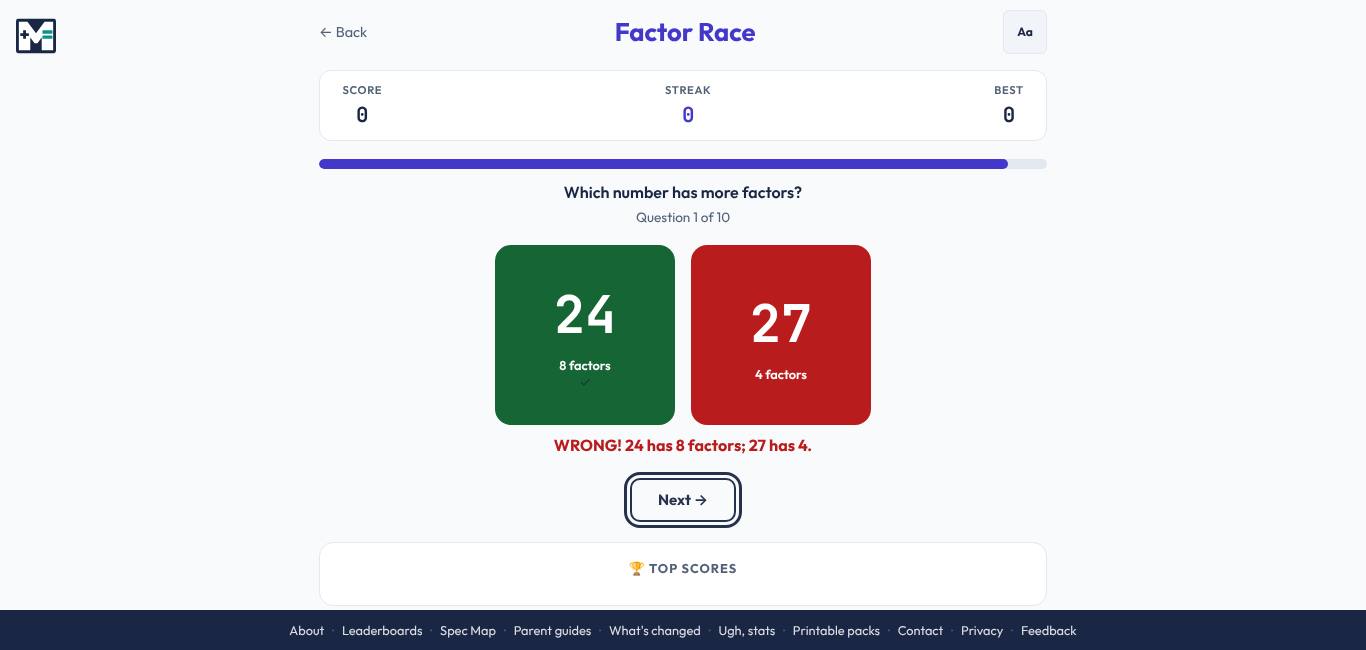 ← Back
Factor Race
Aa
SCORE STREAK BEST
0 0 0
Which number has more factors?
Question 1 of 10
24 27
8 factors 4 factors
✓
WRONG! 24 has 8 factors; 27 has 4.
Next →
🏆 TOP SCORES
About · Leaderboards · Spec Map · Parent guides · What's changed · Ugh, stats · Printable packs · Contact · Privacy · Feedback